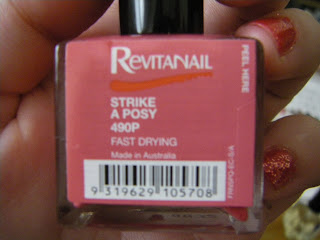 REVITANAIL
PEEL HERE
STRIKE
A POSY
490P
FAST DRYING
Made in Australia
9 319629 105708